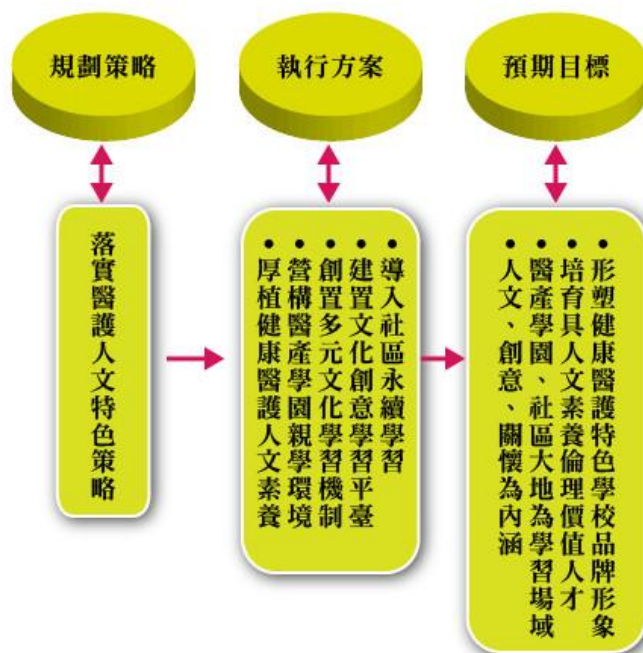 規劃策略
執行方案
預期目標
落實醫護人文特色策略
• 導入社區永續學習
• 建置文化創意學習平臺
• 創置多元文化學習機制
• 營構醫產學園親學環境
• 厚植健康醫護人文素養
• 形塑健康醫護特色學校品牌形象
• 培育具人文素養倫理價值人才
• 醫產學園、社區大地為學習場域
• 人文、創意、關懷為內涵